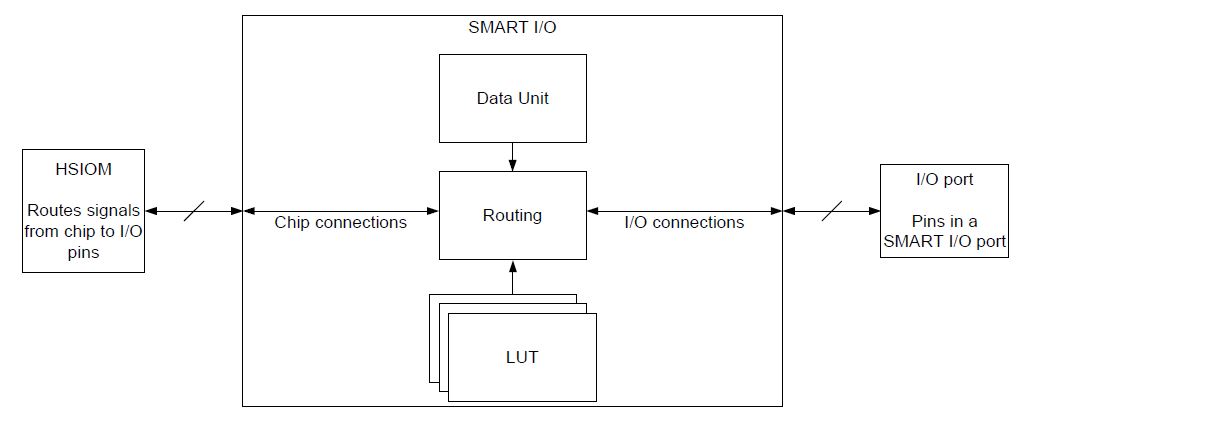 SMART I/O
Data Unit
HSIOM
Routes signals
from chip to I/O
pins
Chip connections
Routing
I/O connections
I/O port
Pins in a
SMART I/O port
LUT